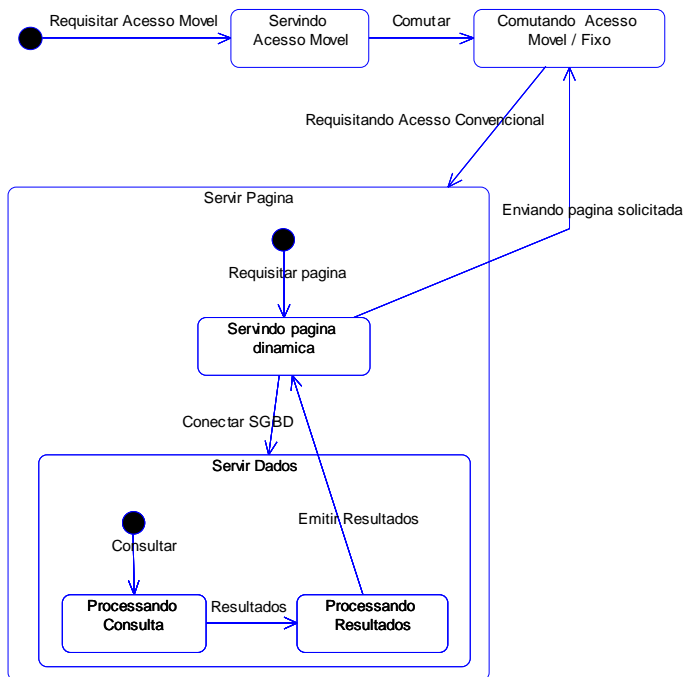 Requisitar Acesso Movel
Servindo
Acesso Movel
Comutar
Comutando Acesso
Movel / Fixo
Requisitando Acesso Convencional
Servir Pagina
Enviando pagina solicitada
Requisitar pagina
Servindo pagina
dinamica
Conectar SGBD
Servir Dados
Emitir Resultados
Consultar
Processando
Consulta
Resultados
Processando
Resultados